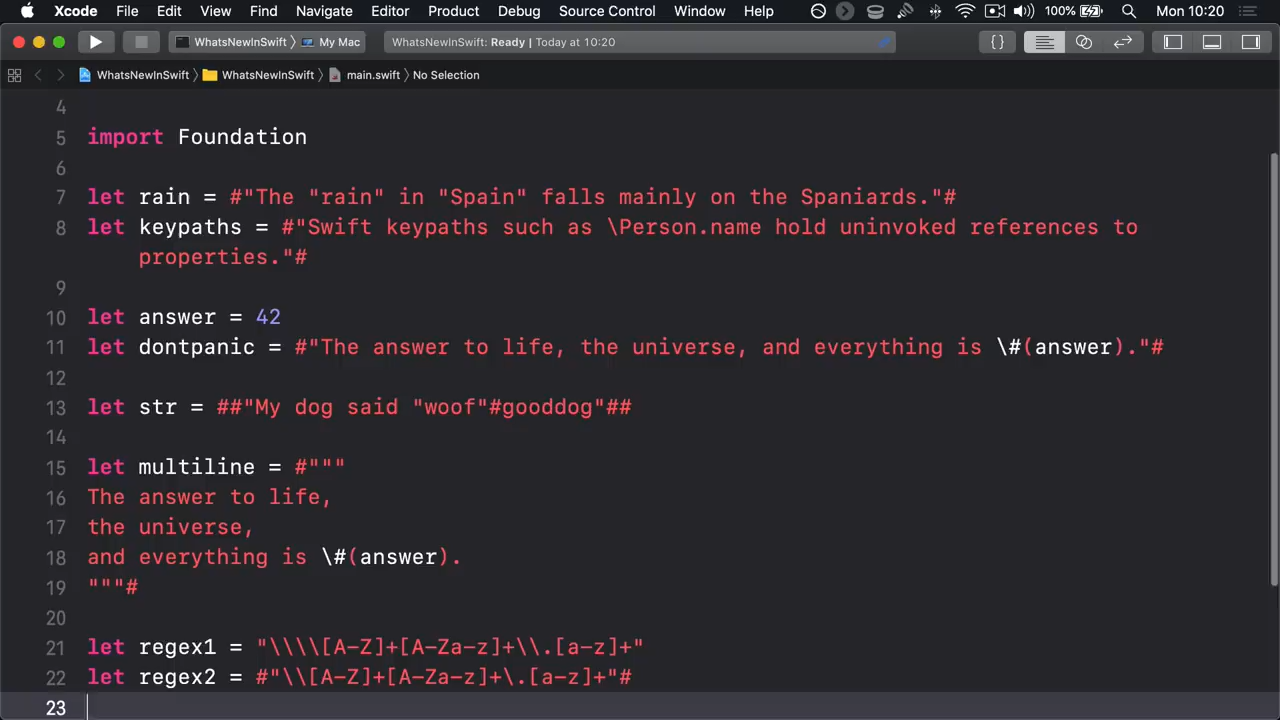 Xcode File Edit View Find Navigate Editor Product Debug Source Control Window Help 100% Mon 10:20
WhatsNewInSwift My Mac WhatsNewInSwift: Ready | Today at 10:20 {}
WhatsNewInSwift WhatsNewInSwift main.swift No Selection
4
5 import Foundation
6
7 let rain = #"The "rain" in "Spain" falls mainly on the Spaniards."#
8 let keypaths = #"Swift keypaths such as \Person.name hold uninvoked references to
properties."#
9
10 let answer = 42
11 let dontpanic = #"The answer to life, the universe, and everything is \#(answer)."#
12
13 let str = ##"My dog said "woof"#gooddog"##
14
15 let multiline = #"""
16 The answer to life,
17 the universe,
18 and everything is \#(answer).
19 """#
20
21 let regex1 = "\\\\[A-Z]+[A-Za-z]+\\.[a-z]+"
22 let regex2 = #"\\[A-Z]+[A-Za-z]+\.[a-z]+"#
23